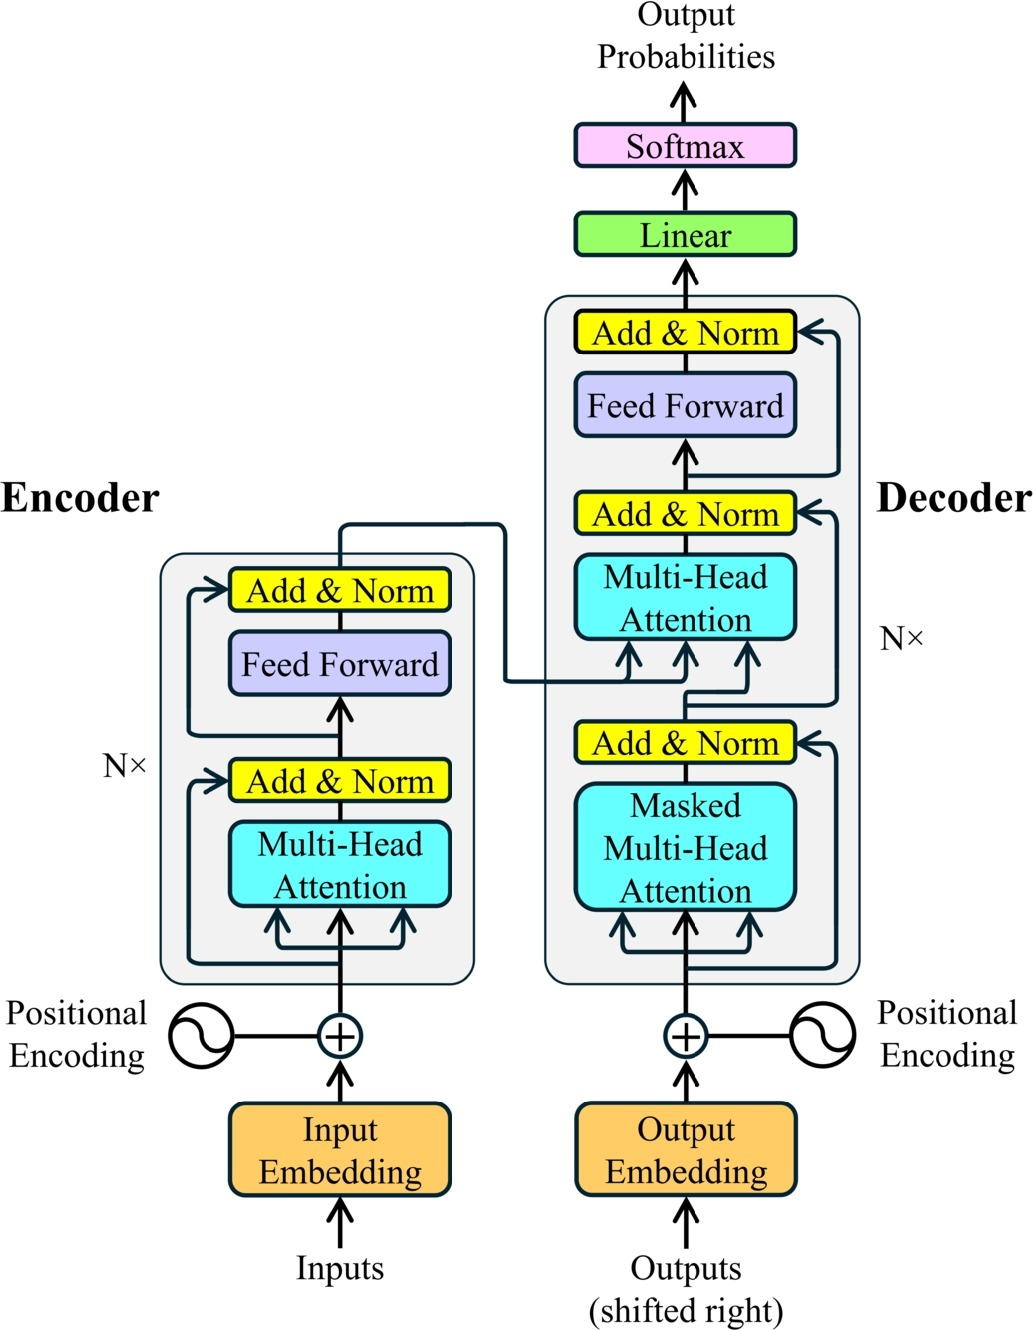 Output
Probabilities
Softmax
Linear
Add & Norm
Feed Forward
Add & Norm
Multi-Head
Attention
Add & Norm
Masked
Multi-Head
Attention
Decoder
N×
Positional
Encoding
Output
Embedding
Outputs
(shifted right)
Encoder
Add & Norm
Feed Forward
Add & Norm
Multi-Head
Attention
N×
Positional
Encoding
Input
Embedding
Inputs